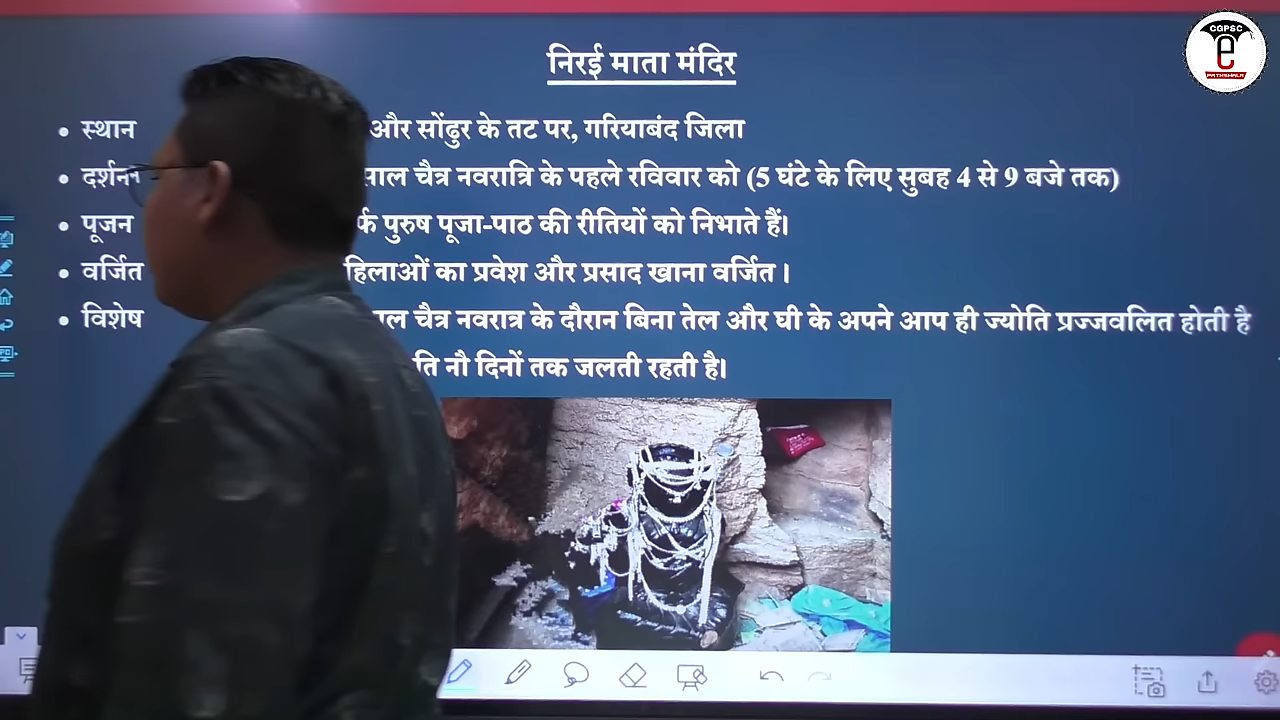 CGPSC
e
PATHSHALA
निरई माता मंदिर
• स्थान और सोंढुर के तट पर, गरियाबंद जिला
• दर्शन चैत्र नवरात्रि के पहले रविवार को (5 घंटे के लिए सुबह 4 से 9 बजे तक)
• पूजन पुरुष पूजा-पाठ की रीतियों को निभाते हैं।
• वर्जित का प्रवेश और प्रसाद खाना वर्जित।
• विशेष चैत्र नवरात्र के दौरान बिना तेल और घी के अपने आप ही ज्योति प्रज्जवलित होती है
नौ दिनों तक जलती रहती है।